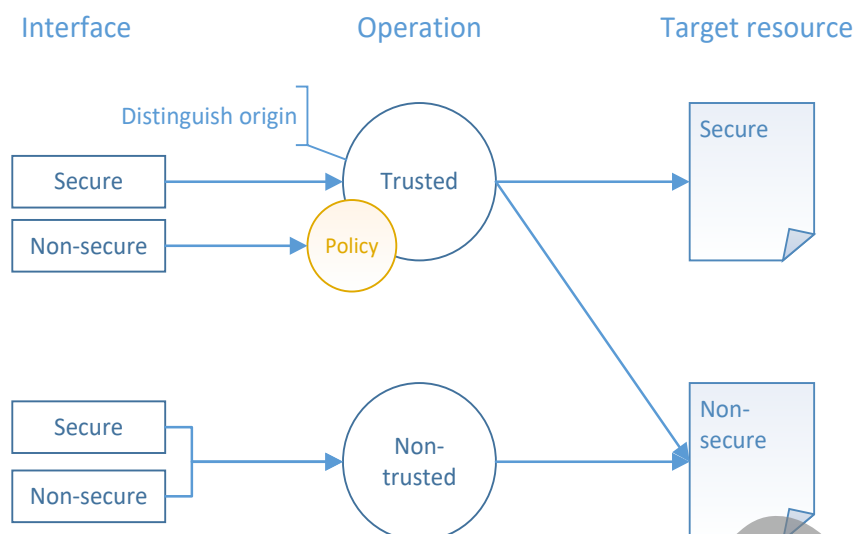 Interface
Operation
Target resource
Distinguish origin
Secure
Trusted
Secure
Non-secure
Policy
Secure
Non-
trusted
Non-
secure
Non-secure